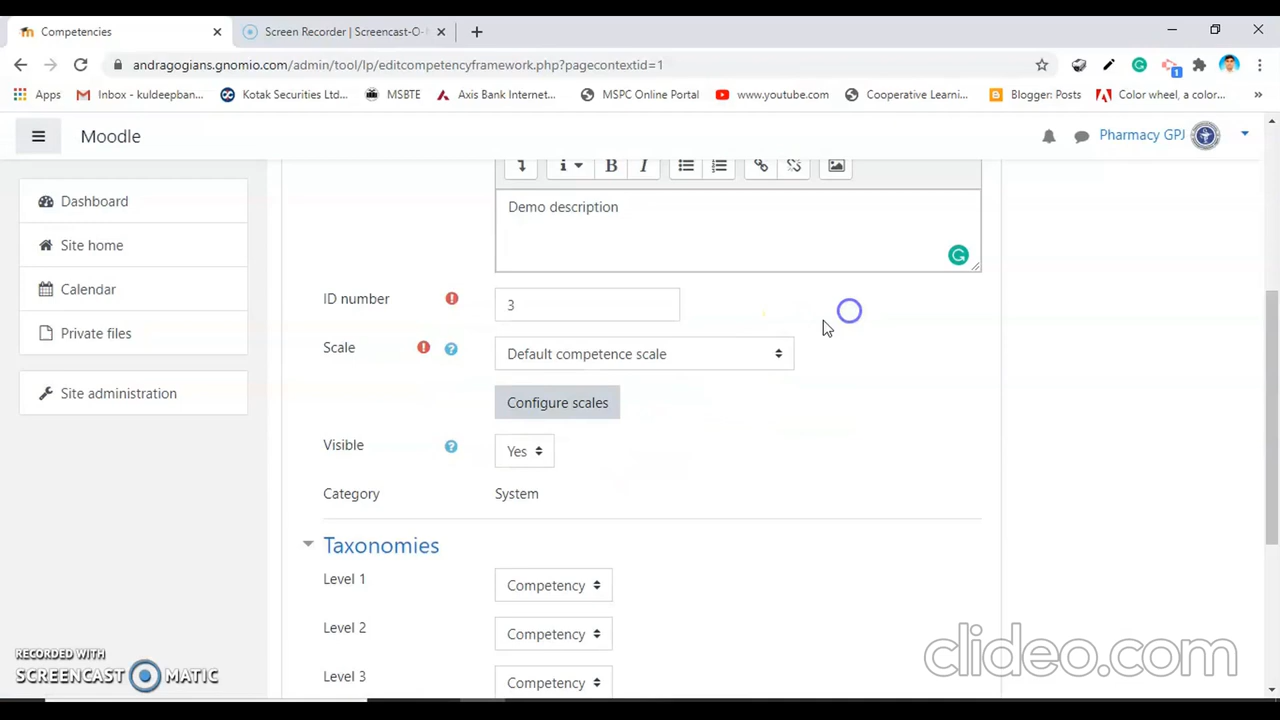 Competencies
Screen Recorder | Screencast-O-
andragogians.gnomio.com/admin/tool/lp/editcompetencyframework.php?pagecontextid=1
1
Apps
Inbox - kuldeepban...
Kotak Securities Ltd...
MSBTE
Axis Bank Internet...
MSPC Online Portal
www.youtube.com
Cooperative Learni...
Blogger: Posts
Color wheel, a color...
»
Moodle
Pharmacy GPJ
Dashboard
Site home
Calendar
Private files
Site administration
B I
Demo description
ID number
3
Scale
Default competence scale
Configure scales
Visible
Yes
Category
System
Taxonomies
Level 1
Competency
Level 2
Competency
Level 3
Competency
RECORDED WITH
SCREENCAST MATIC
clideo.com